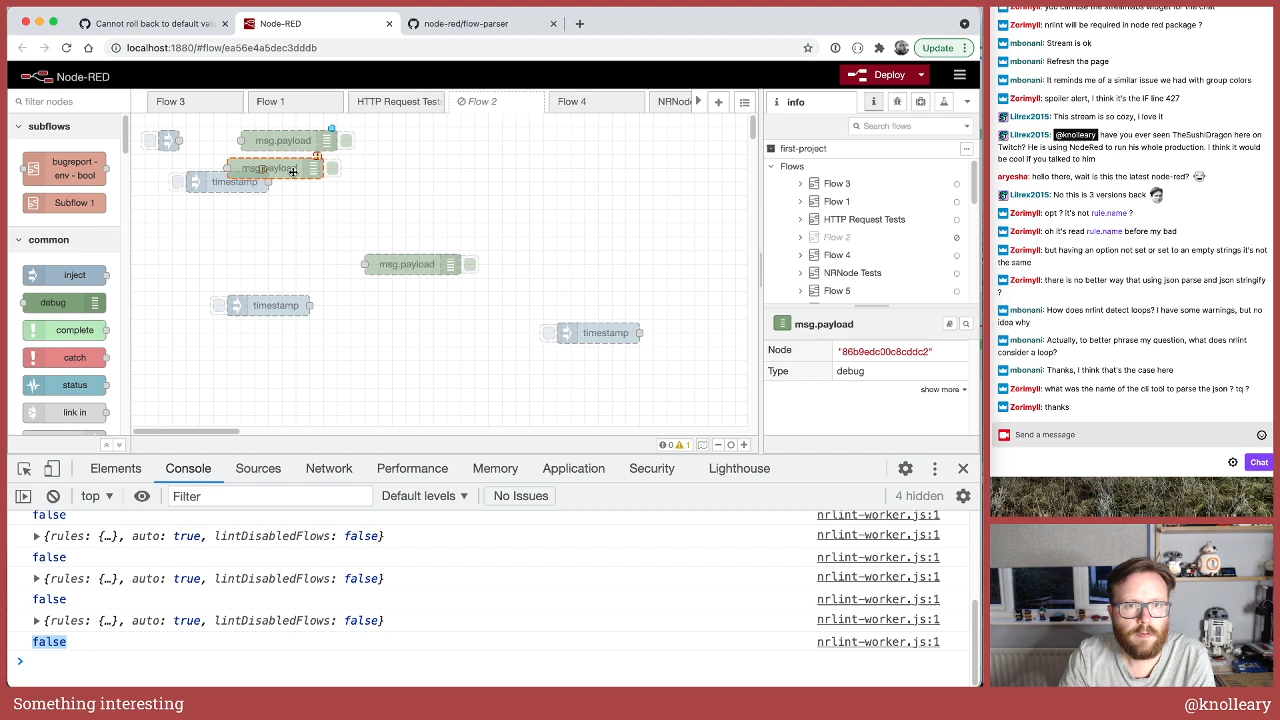 Cannot roll back to default valu
Node-RED
node-red/flow-parser
localhost:1880/#flow/ea56e4a5dec3dddb
Update
Node-RED
Deploy
filter nodes
Flow 3
Flow 1
HTTP Request Test
Flow 2
Flow 4
NRNod
info
Search flows
subflows
bugreport -
env - bool
Subflow 1
common
inject
debug
complete
catch
status
link in
msg.payload
msg.payload
timestamp
msg.payload
timestamp
timestamp
first-project
Flows
Flow 3
Flow 1
HTTP Request Tests
Flow 2
Flow 4
NRNode Tests
Flow 5
msg.payload
Node "86b9edc00c8cddc2"
Type debug
show more
0 1
Elements
Console
Sources
Network
Performance
Memory
Application
Security
Lighthouse
top
Filter
Default levels
No Issues
4 hidden
false nrlint-worker.js:1
{rules: {…}, auto: true, lintDisabledFlows: false} nrlint-worker.js:1
false nrlint-worker.js:1
{rules: {…}, auto: true, lintDisabledFlows: false} nrlint-worker.js:1
false nrlint-worker.js:1
{rules: {…}, auto: true, lintDisabledFlows: false} nrlint-worker.js:1
false nrlint-worker.js:1
Zorimyll: you can use the streamlabs widget for the chat
Zorimyll: nrlint will be required in node red package ?
mbonani: Stream is ok
mbonani: Refresh the page
mbonani: It reminds me of a similar issue we had with group colors
Zorimyll: spoiler alert, I think it's the IF line 427
Lilrex2015: This stream is so cozy, i love it
Lilrex2015: @knolleary have you ever seen TheSushiDragon here on
Twitch? He is using NodeRed to run his whole production. I think it
would be cool if you talked to him
aryesha: hello there, wait is this the latest node-red?
Lilrex2015: No this is 3 versions back
Zorimyll: opt ? it's not rule.name ?
Zorimyll: oh it's read rule.name before my bad
Zorimyll: but having an option not set or set to an empty strings it's not
the same
Zorimyll: there is no better way that using json parse and json stringify
?
mbonani: How does nrlint detect loops? I have some warnings, but no
idea why
mbonani: Actually, to better phrase my question, what does nrlint
consider a loop?
mbonani: Thanks, I think that's the case here
Zorimyll: what was the name of the cli tool to parse the json ? tq ?
Zorimyll: thanks
Send a message
Chat
Something interesting
@knolleary